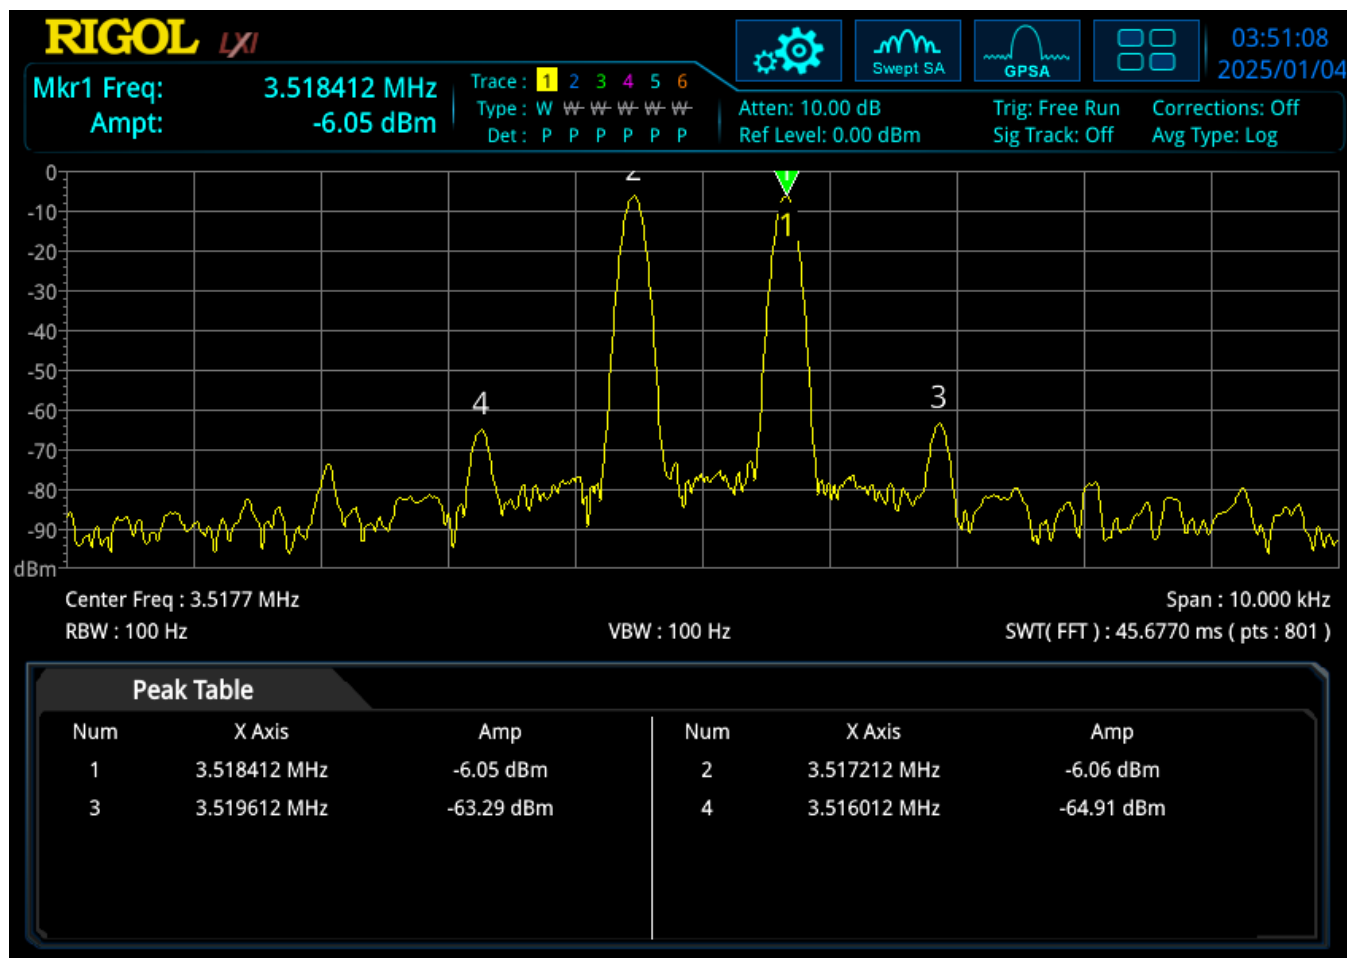 RIGOL LXI
Swept SA
GPSA
03:51:08
2025/01/04
Mkr1 Freq: 3.518412 MHz
Ampt: -6.05 dBm
Trace : 1 2 3 4 5 6
Type : W W W W W W
Det : P P P P P P
Atten: 10.00 dB
Ref Level: 0.00 dBm
Trig: Free Run
Sig Track: Off
Corrections: Off
Avg Type: Log
0
-10
-20
-30
-40
-50
-60
-70
-80
-90
dBm
4
2
1
1
3
Center Freq : 3.5177 MHz
Span : 10.000 kHz
RBW : 100 Hz
VBW : 100 Hz
SWT( FFT ) : 45.6770 ms ( pts : 801 )
Peak Table
Num X Axis Amp Num X Axis Amp
1 3.518412 MHz -6.05 dBm 2 3.517212 MHz -6.06 dBm
3 3.519612 MHz -63.29 dBm 4 3.516012 MHz -64.91 dBm